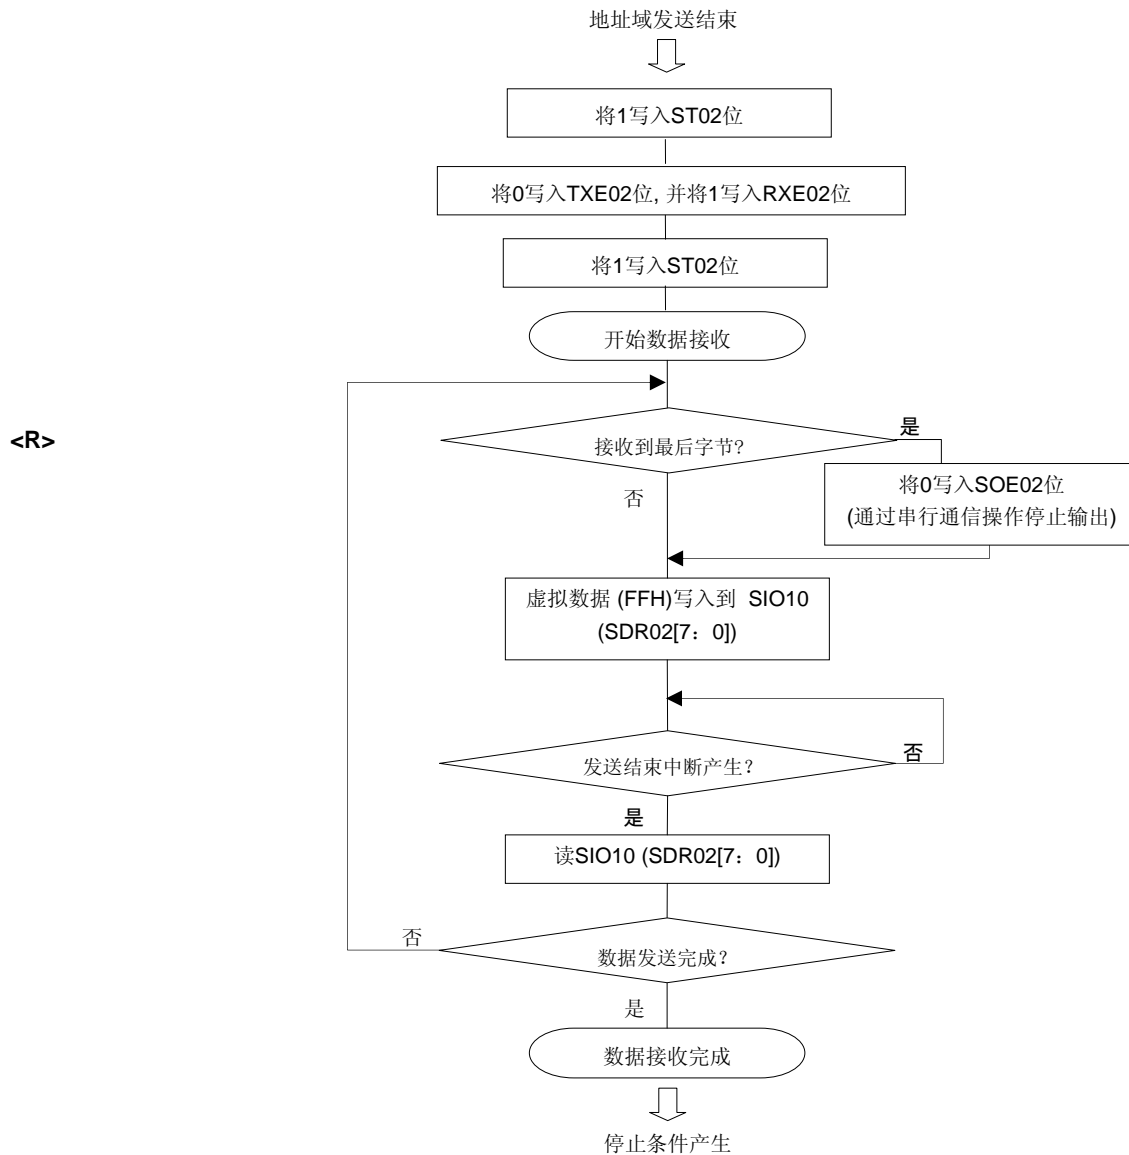 地址域发送结束
将1写入ST02位
将0写入TXE02位, 并将1写入RXE02位
将1写入ST02位
开始数据接收
<R>
接收到最后字节?
是
否
将0写入SOE02位
(通过串行通信操作停止输出)
虚拟数据 (FFH)写入到 SIO10
(SDR02[7：0])
发送结束中断产生?
否
是
读SIO10 (SDR02[7：0])
否
数据发送完成?
是
数据接收完成
停止条件产生